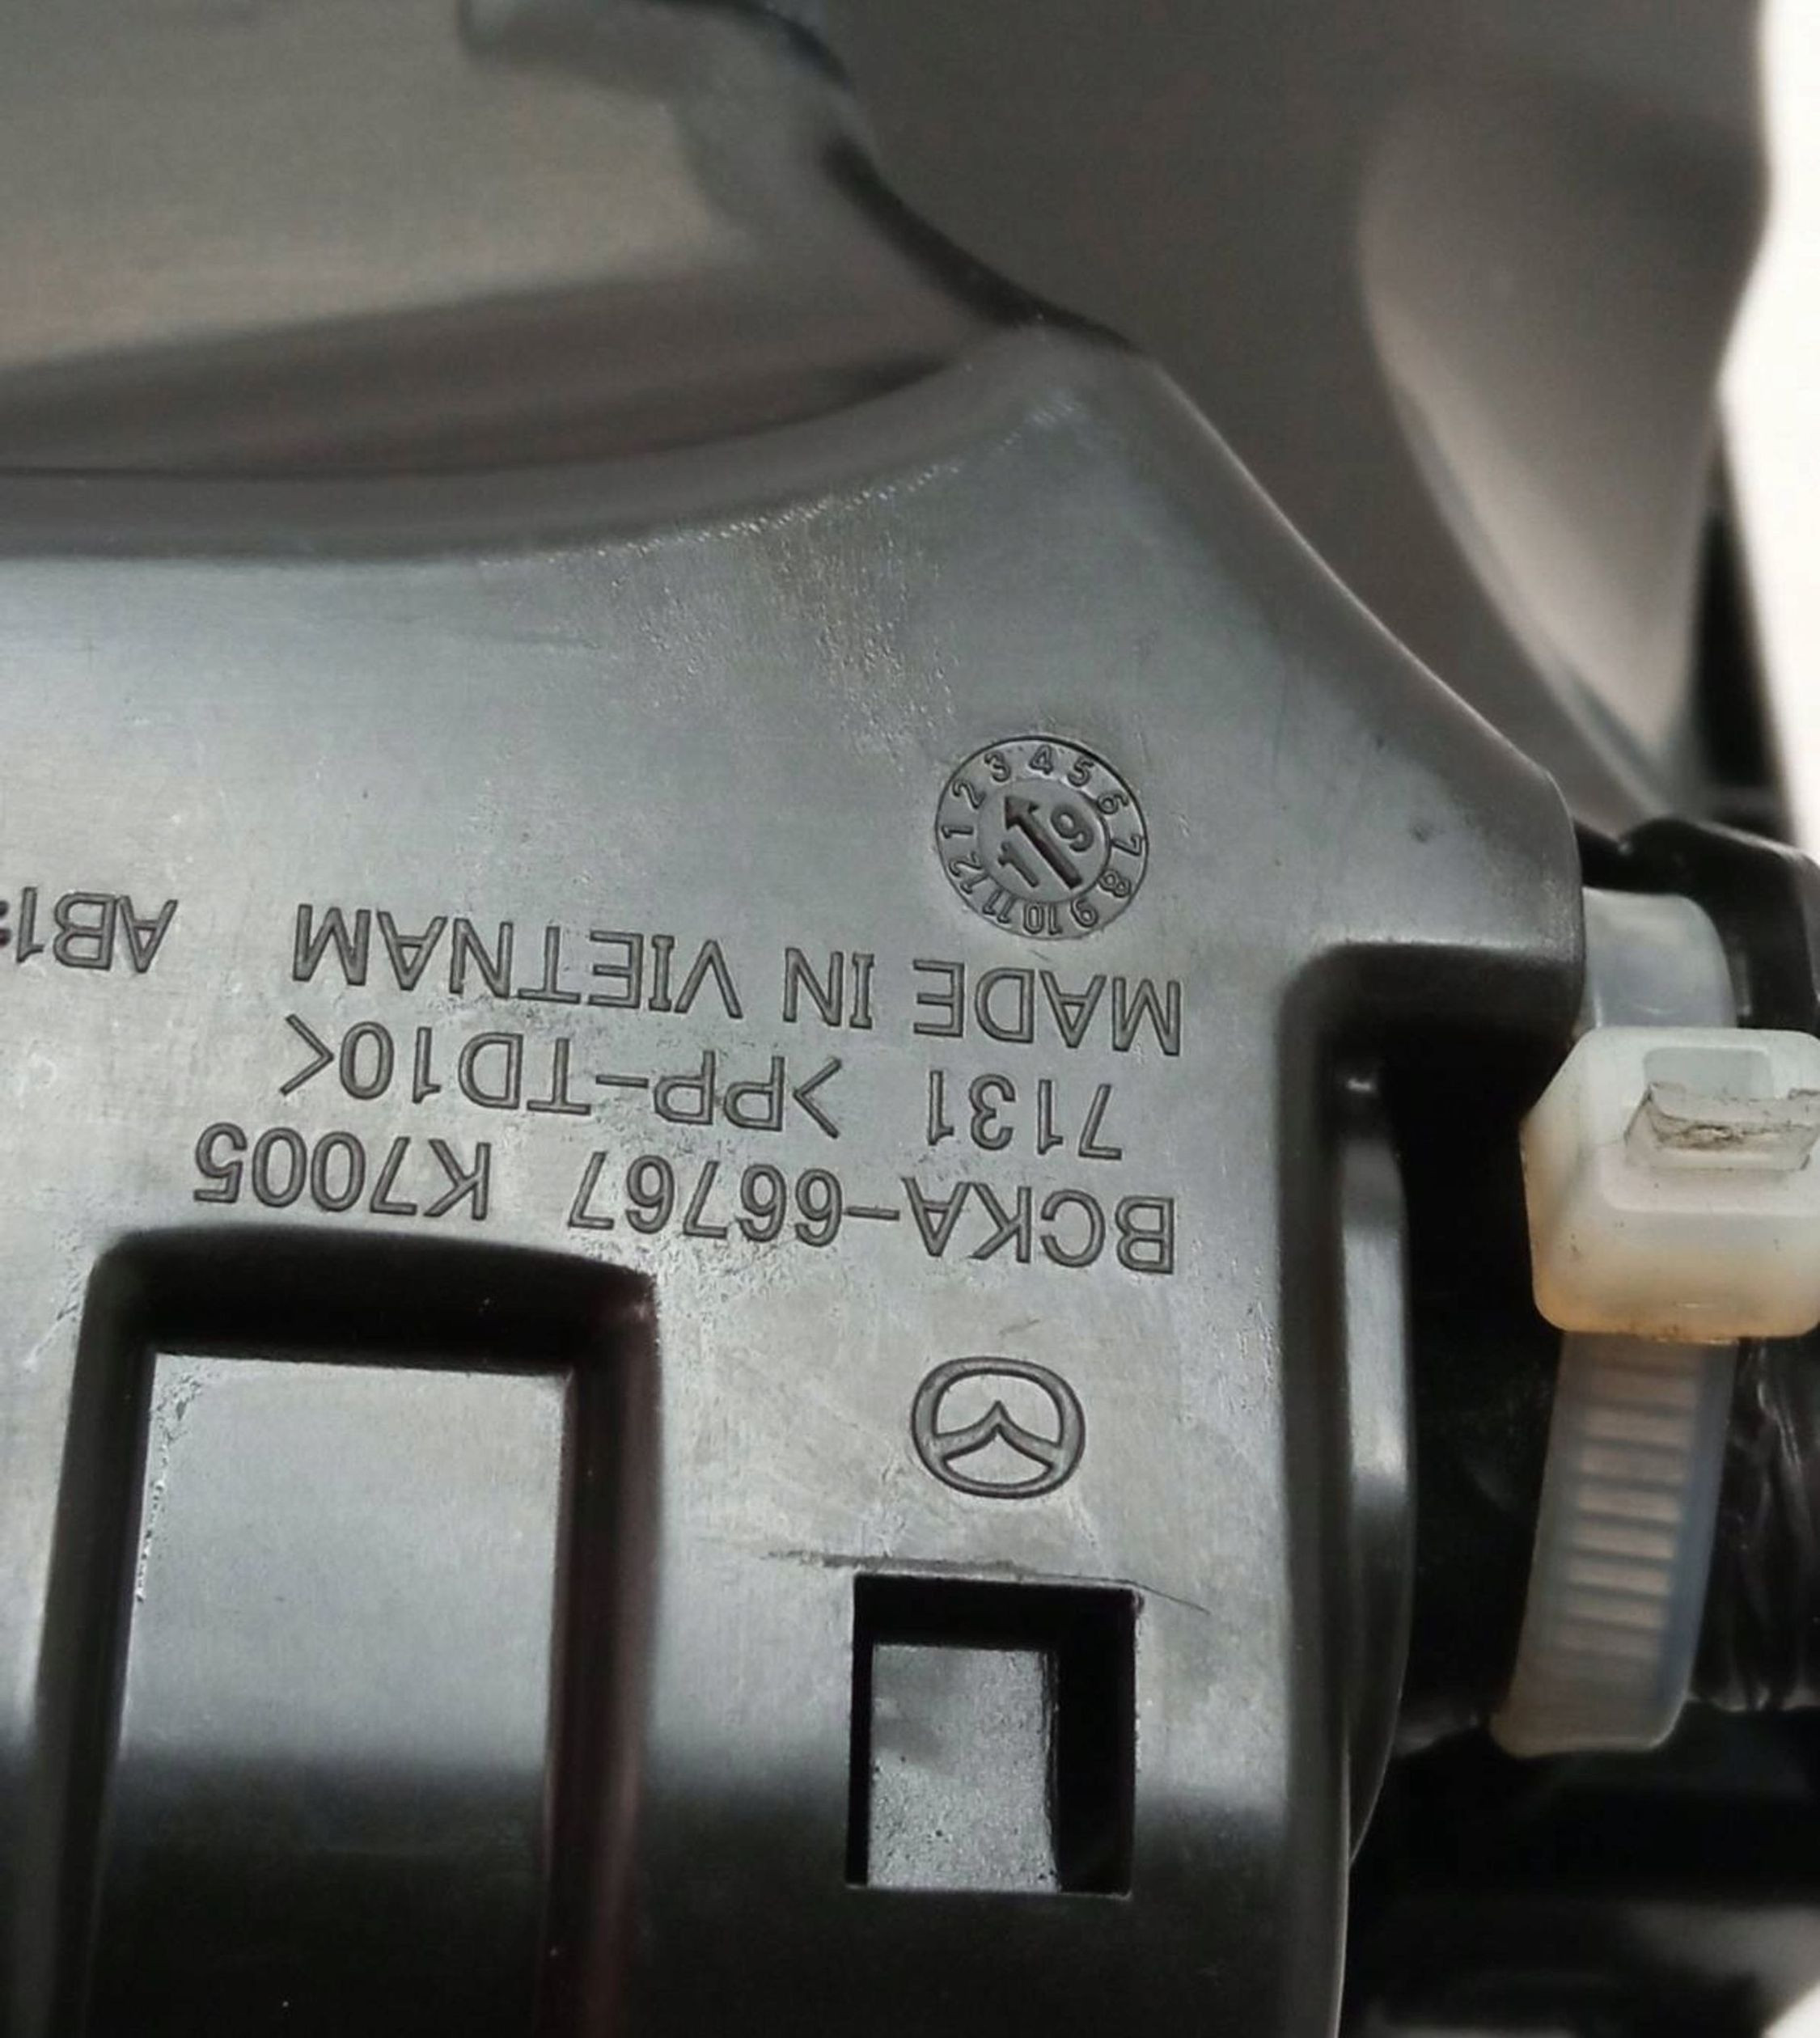 BCKA-66767 K7005
7131 >PP-TD10<
MADE IN VIETNAM
1 2 3 4 5 6 7 8 9 10 11 12
19